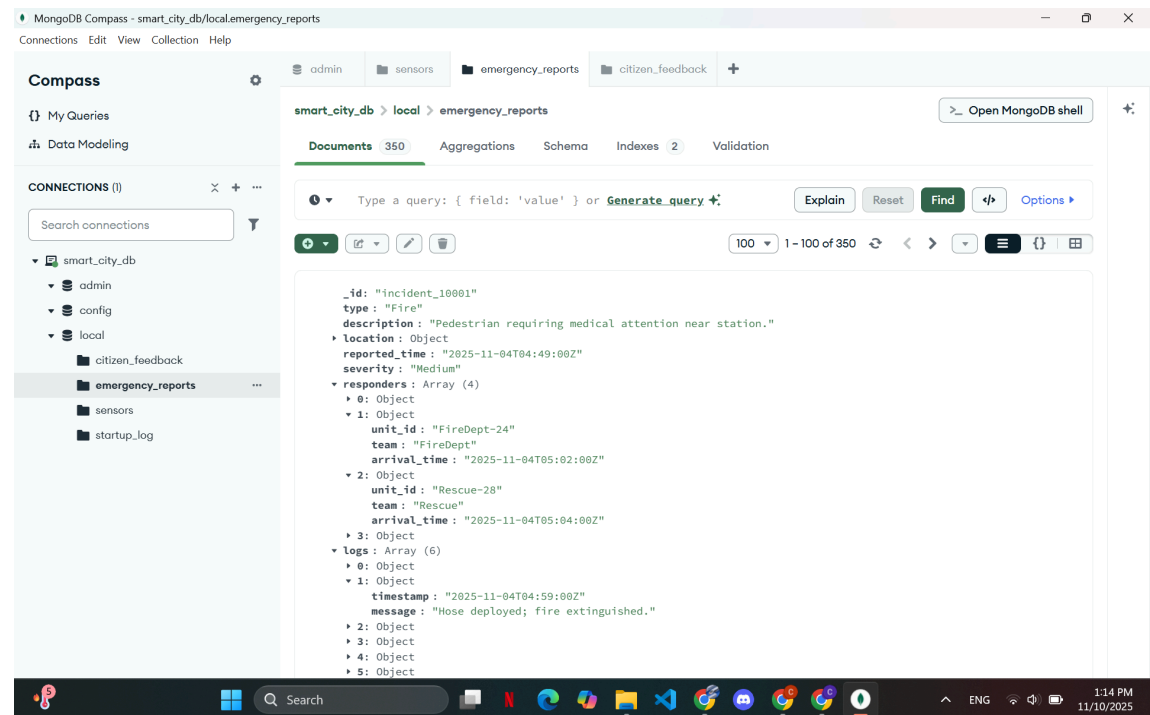 MongoDB Compass - smart_city_db/local.emergency_reports
Connections Edit View Collection Help
Compass
{} My Queries
Data Modeling
CONNECTIONS (1)
Search connections
smart_city_db
admin
config
local
citizen_feedback
emergency_reports
sensors
startup_log
admin sensors emergency_reports citizen_feedback
smart_city_db > local > emergency_reports
>_ Open MongoDB shell
Documents 350 Aggregations Schema Indexes 2 Validation
Type a query: { field: 'value' } or Generate query
Explain Reset Find </> Options
100 1 – 100 of 350 {}
_id: "incident_10001"
type : "Fire"
description : "Pedestrian requiring medical attention near station."
location : Object
reported_time : "2025-11-04T04:49:00Z"
severity : "Medium"
responders : Array (4)
0: Object
1: Object
unit_id : "FireDept-24"
team : "FireDept"
arrival_time : "2025-11-04T05:02:00Z"
2: Object
unit_id : "Rescue-28"
team : "Rescue"
arrival_time : "2025-11-04T05:04:00Z"
3: Object
logs : Array (6)
0: Object
1: Object
timestamp : "2025-11-04T04:59:00Z"
message : "Hose deployed; fire extinguished."
2: Object
3: Object
4: Object
5: Object
5
Search
ENG
1:14 PM
11/10/2025